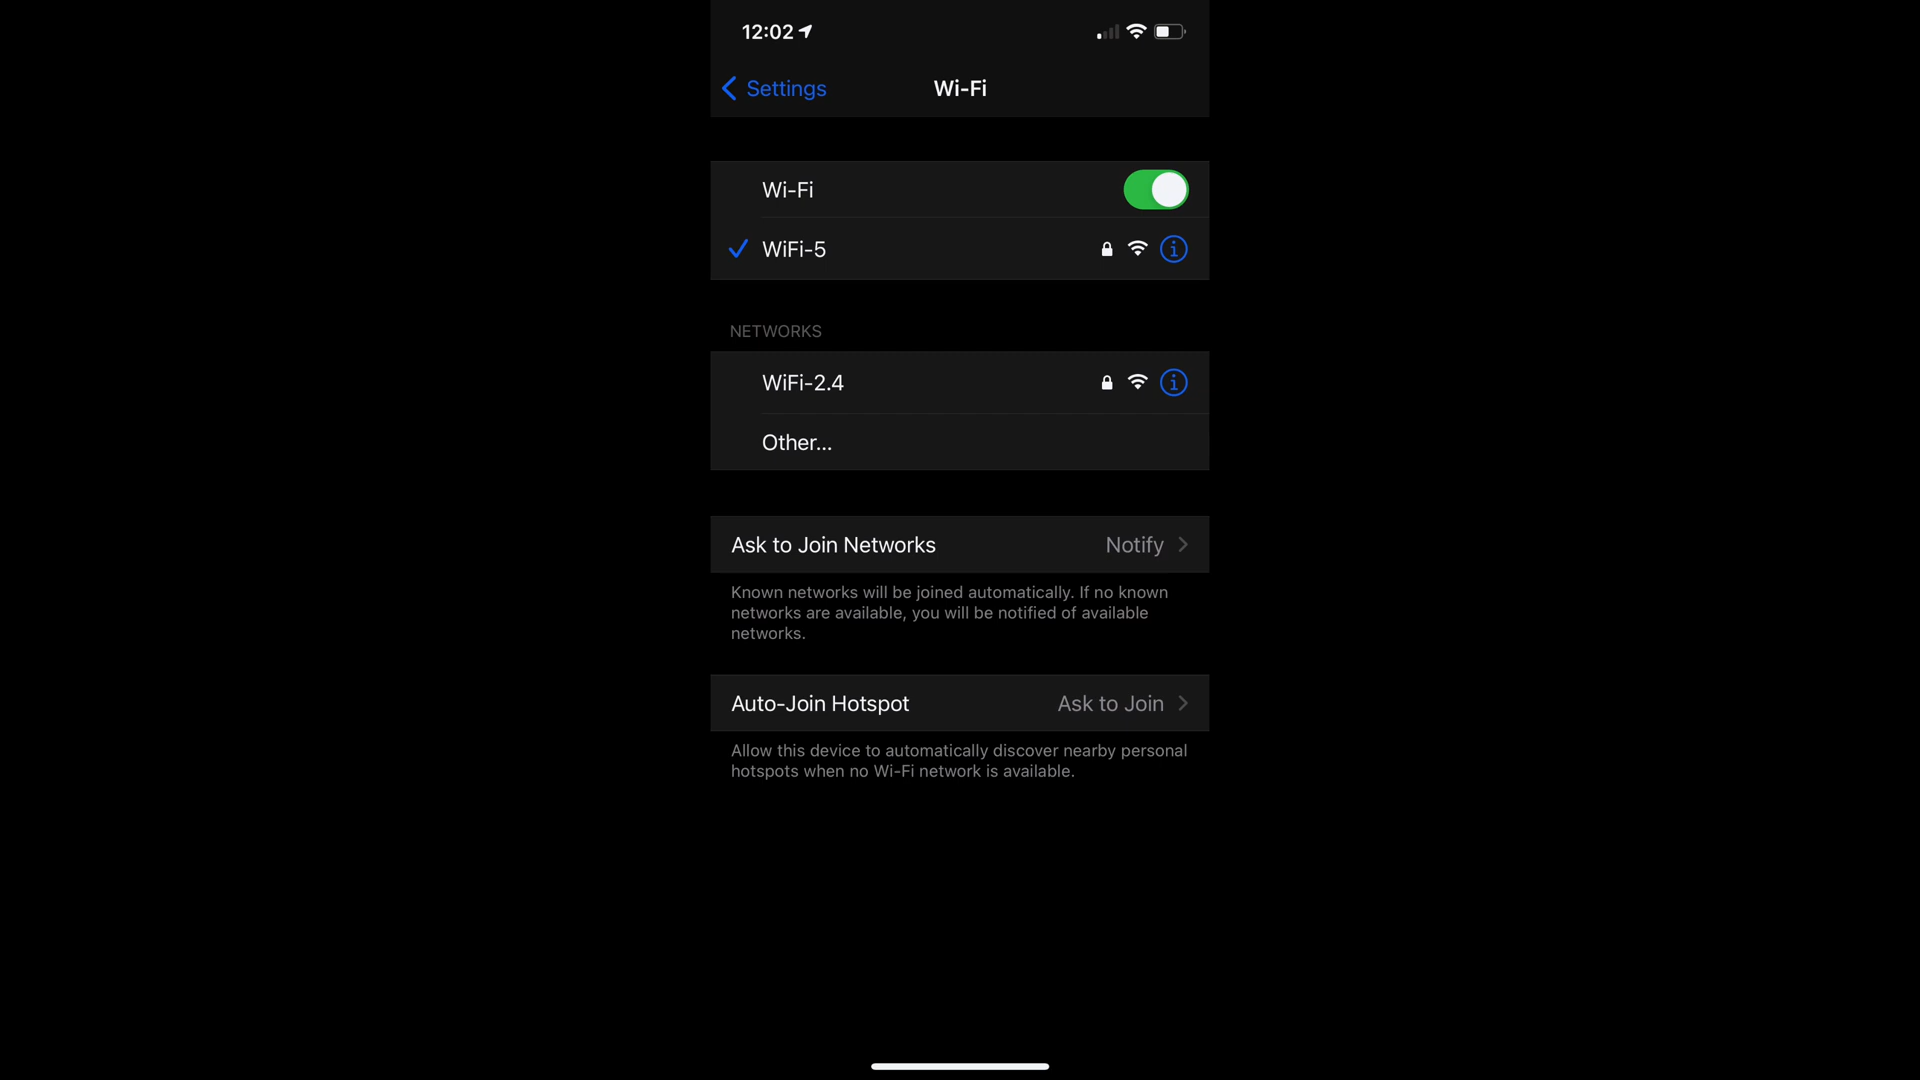 12:02
Settings
Wi-Fi
Wi-Fi
WiFi-5
NETWORKS
WiFi-2.4
Other...
Ask to Join Networks Notify
Known networks will be joined automatically. If no known
networks are available, you will be notified of available
networks.
Auto-Join Hotspot Ask to Join
Allow this device to automatically discover nearby personal
hotspots when no Wi-Fi network is available.